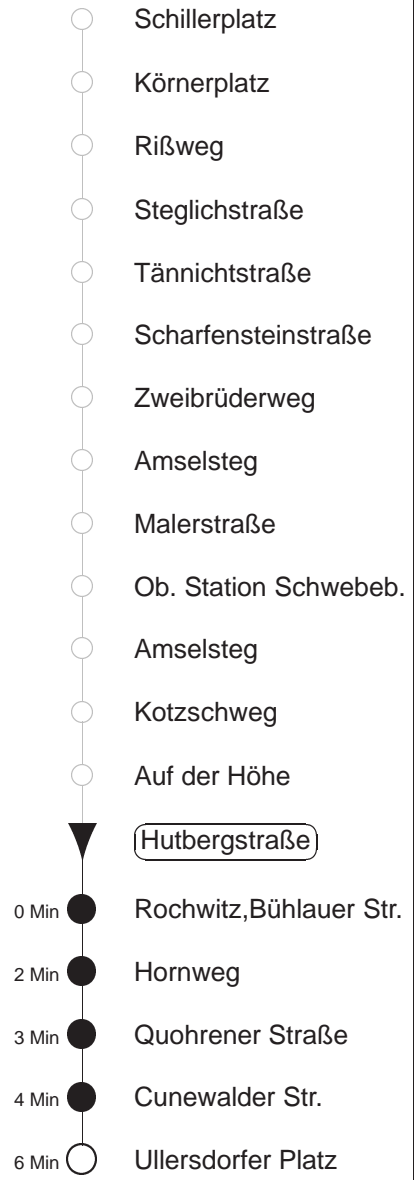 Schillerplatz
Körnerplatz
Rißweg
Steglichstraße
Tännichtstraße
Scharfensteinstraße
Zweibrüderweg
Amselsteg
Malerstraße
Ob. Station Schwebeb.
Amselsteg
Kotzschweg
Auf der Höhe
Hutbergstraße
0 Min Rochwitz,Bühlauer Str.
2 Min Hornweg
3 Min Quohrener Straße
4 Min Cunewalder Str.
6 Min Ullersdorfer Platz